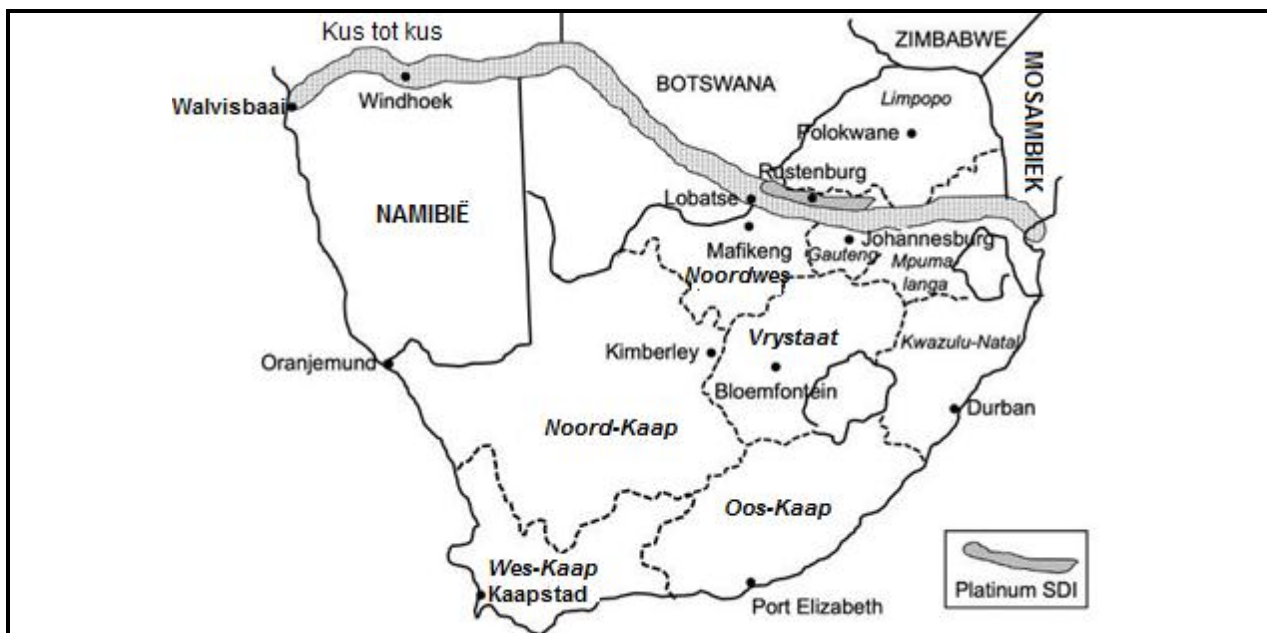 Kus tot kus
ZIMBABWE
MOSAMBIEK
BOTSWANA
Limpopo
Walvisbaai
Windhoek
Polokwane
Rustenburg
Lobatse
NAMIBIË
Mafikeng
Johannesburg
Gauteng
Mpuma
langa
Noordwes
Oranjemund
Kimberley
Vrystaat
Kwazulu-Natal
Bloemfontein
Durban
Noord-Kaap
Oos-Kaap
Wes-Kaap
Kaapstad
Port Elizabeth
Platinum SDI